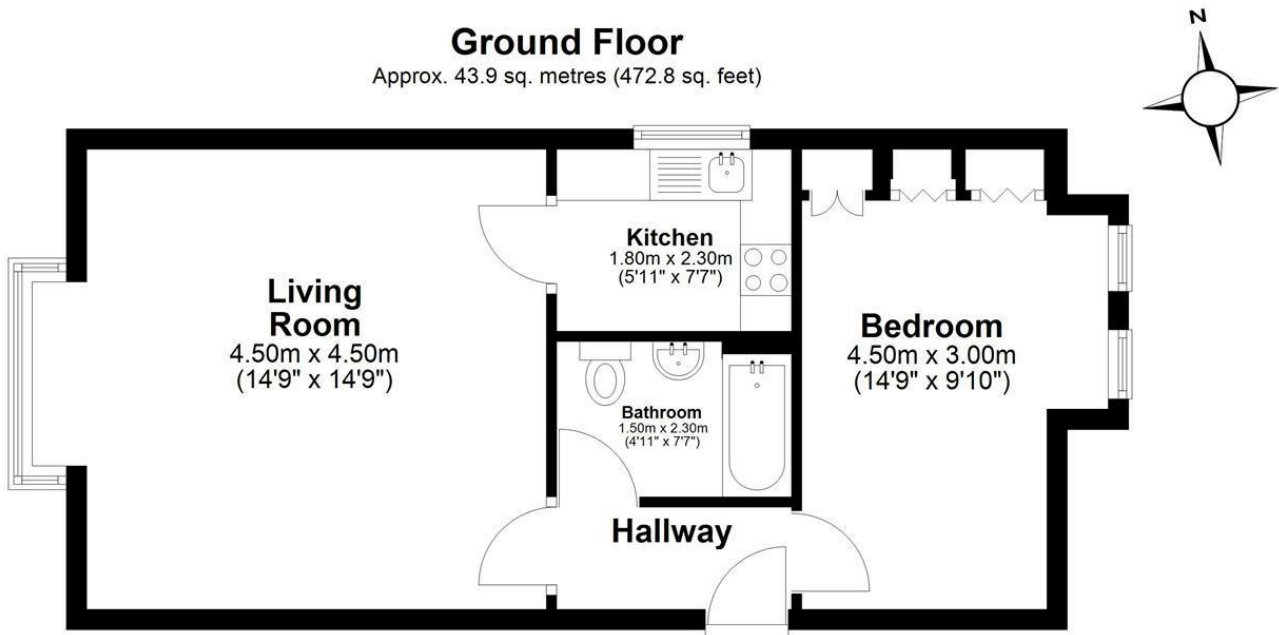 Ground Floor
Approx. 43.9 sq. metres (472.8 sq. feet)
N
Living
Room
4.50m x 4.50m
(14'9" x 14'9")
Kitchen
1.80m x 2.30m
(5'11" x 7'7")
Bedroom
4.50m x 3.00m
(14'9" x 9'10")
Bathroom
1.50m x 2.30m
(4'11" x 7'7")
Hallway